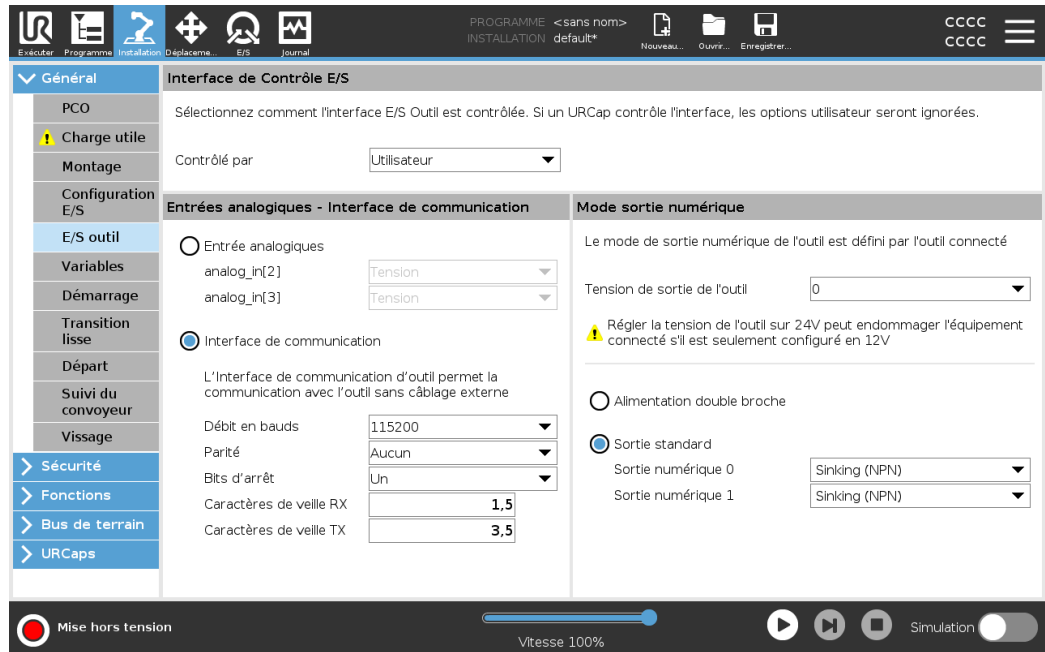 PROGRAMME <sans nom>
INSTALLATION default*
UR
Exécuter
Programme
Installation
Déplaceme...
E/S
Journal
Nouveau...
Ouvrir...
Enregistrer...
CCCC
CCCC
Général
PCO
Charge utile
Montage
Configuration
E/S
E/S outil
Variables
Démarrage
Transition
lisse
Départ
Suivi du
convoyeur
Vissage
Sécurité
Fonctions
Bus de terrain
URCaps
Interface de Contrôle E/S
Sélectionnez comment l'interface E/S Outil est contrôlée. Si un URCap contrôle l'interface, les options utilisateur seront ignorées.
Contrôlé par Utilisateur
Entrées analogiques - Interface de communication
Entrée analogiques
analog_in[2] Tension
analog_in[3] Tension
Interface de communication
L'Interface de communication d'outil permet la
communication avec l'outil sans câblage externe
Débit en bauds 115200
Parité Aucun
Bits d'arrêt Un
Caractères de veille RX 1,5
Caractères de veille TX 3,5
Mode sortie numérique
Le mode de sortie numérique de l'outil est défini par l'outil connecté
Tension de sortie de l'outil 0
Régler la tension de l'outil sur 24V peut endommager l'équipement
connecté s'il est seulement configuré en 12V
Alimentation double broche
Sortie standard
Sortie numérique 0 Sinking (NPN)
Sortie numérique 1 Sinking (NPN)
Mise hors tension
Vitesse 100%
Simulation